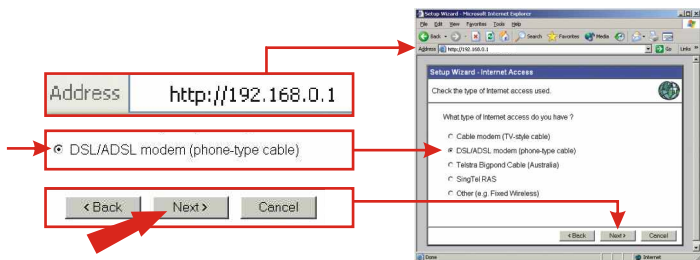 Address http://192.168.0.1
DSL/ADSL modem (phone-type cable)
< Back Next > Cancel
Setup Wizard - Microsoft Internet Explorer
File Edit View Favorites Tools Help
Back Search Favorites Media
Address http://192.168.0.1 Go Links »
Setup Wizard - Internet Access
Check the type of Internet access used.
What type of Internet access do you have ?
Cable modem (TV-style cable)
DSL/ADSL modem (phone-type cable)
Telstra Bigpond Cable (Australia)
SingTel RAS
Other (e.g. Fixed Wireless)
< Back Next > Cancel
Done Internet